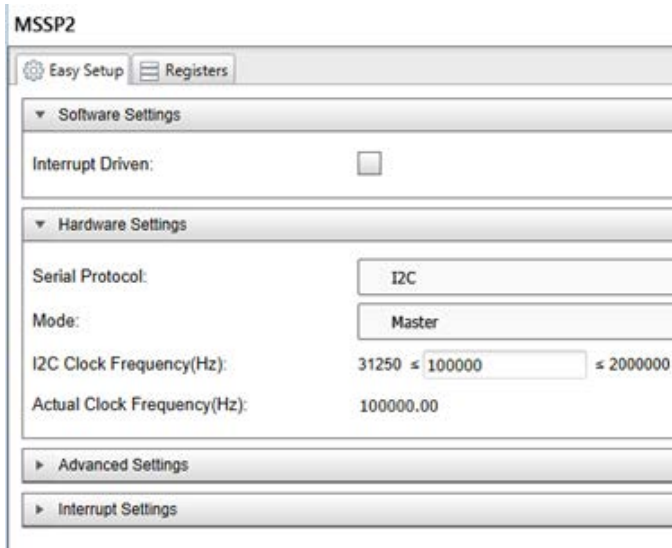 MSSP2
Easy Setup Registers
Software Settings
Interrupt Driven:
Hardware Settings
Serial Protocol: I2C
Mode: Master
I2C Clock Frequency(Hz): 31250 ≤ 100000 ≤ 2000000
Actual Clock Frequency(Hz): 100000.00
Advanced Settings
Interrupt Settings